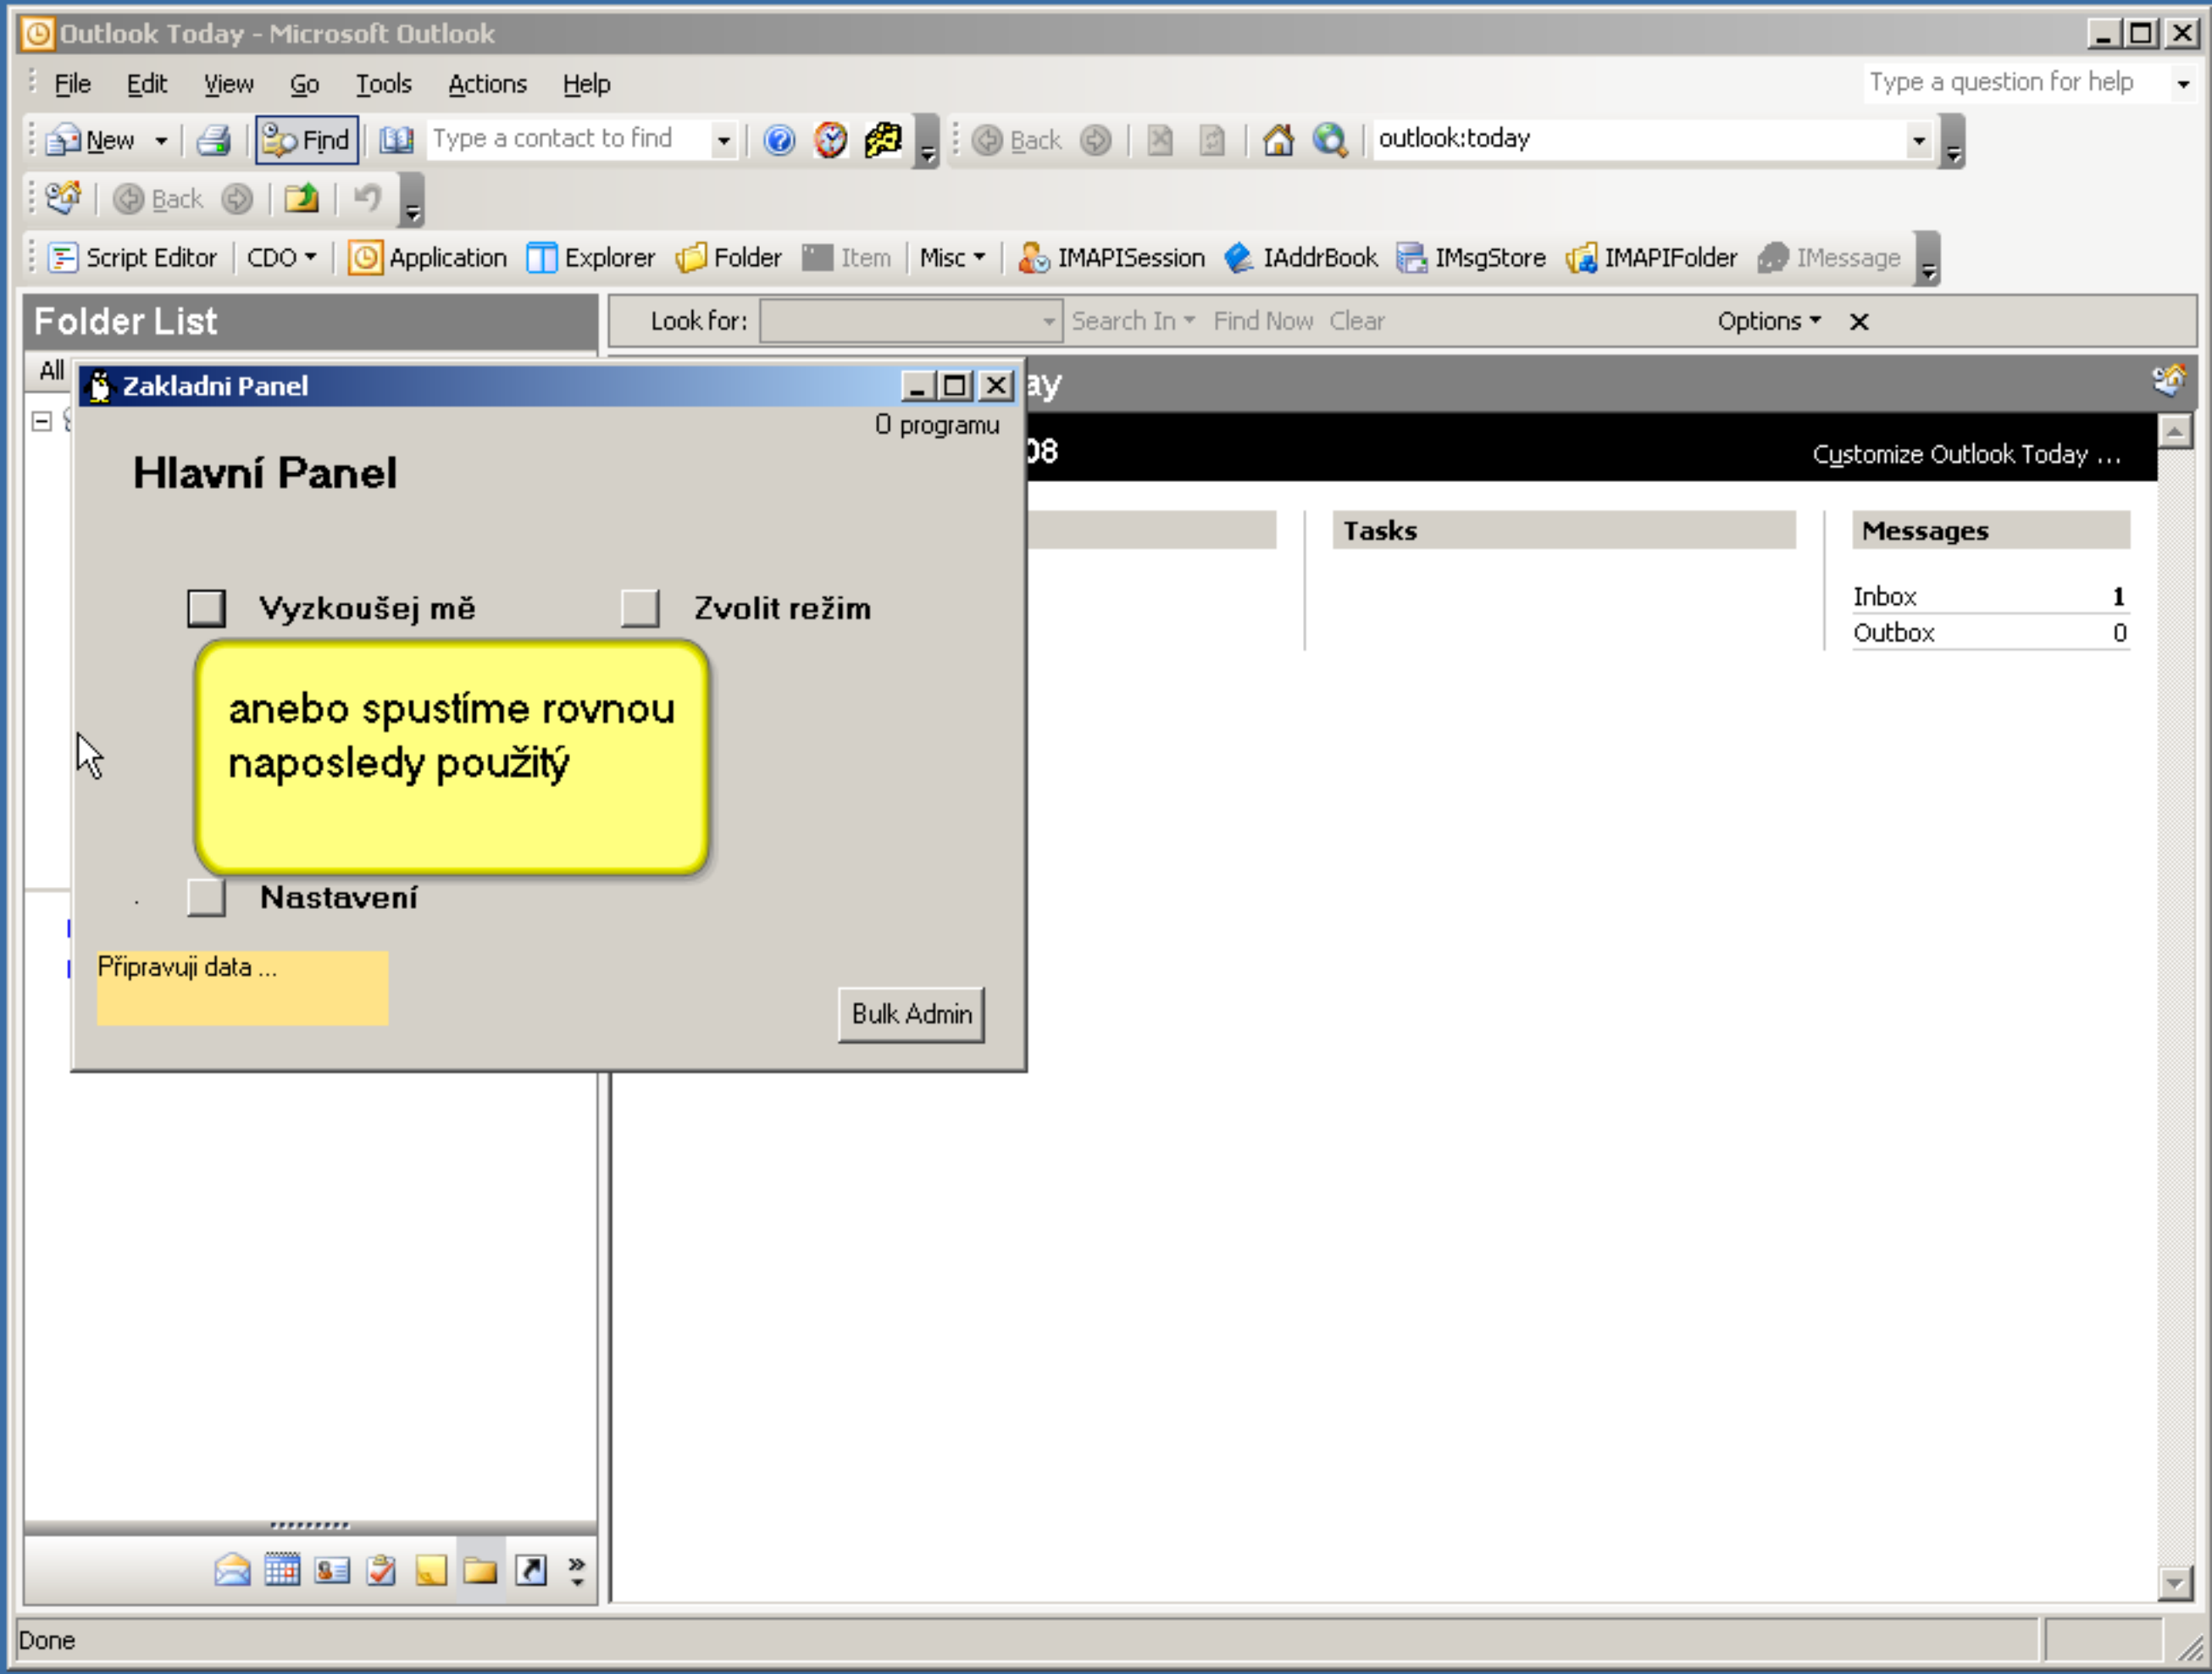 Outlook Today - Microsoft Outlook
File Edit View Go Tools Actions Help Type a question for help
New Find Type a contact to find Back outlook:today
Back
Script Editor CDO Application Explorer Folder Item Misc IMAPISession IAddrBook IMsgStore IMAPIFolder IMessage
Folder List Look for: Search In Find Now Clear Options
All
Zakladni Panel
ay
O programu
08
Customize Outlook Today ...
Hlavní Panel
Tasks Messages
Vyzkoušej mě Zvolit režim
Inbox 1
Outbox 0
anebo spustíme rovnou
naposledy použitý
Nastavení
Připravuji data ...
Bulk Admin
Done